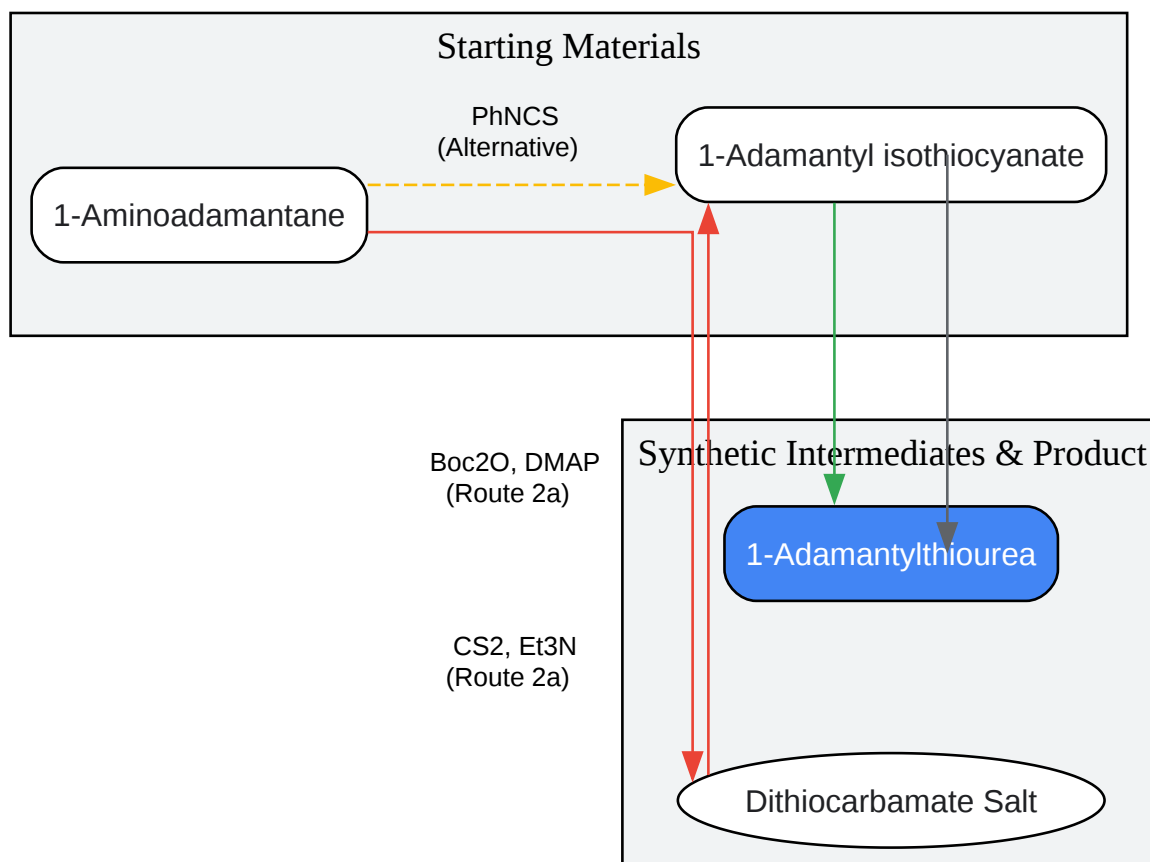 Starting Materials
PhNCS
(Alternative)
1-Adamantyl isothiocyanate
1-Aminoadamantane
Boc2O, DMAP
(Route 2a)
Synthetic Intermediates & Product
1-Adamantylthiourea
CS2, Et3N
(Route 2a)
Dithiocarbamate Salt